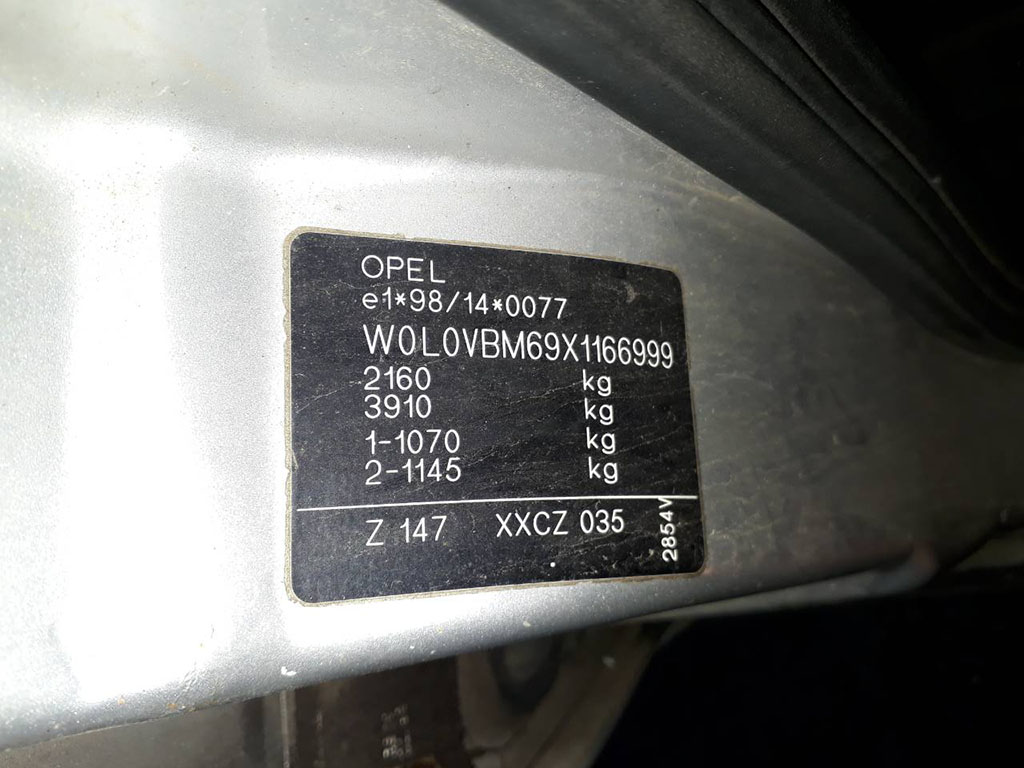 OPEL
e1*98/14*0077
W0L0VBM69X1166999
2160 kg
3910 kg
1-1070 kg
2-1145 kg
Z 147 XXCZ 035
2854V